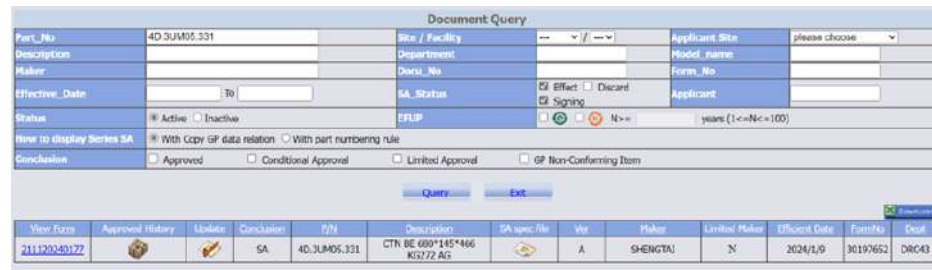 Document Query
Part_No 4D.3UM05.331 Site / Facility --- / --- Applicant Site please choose
Description Department Model_name
Maker Docu_No Form_No
Effective_Date To SA_Status Effect Discard Signing Applicant
Status Active Inactive EFUP N>= years (1<=N<=100)
How to display Series SA With Copy GP data relation With part numbering rule
Conclusion Approved Conditional Approval Limited Approval GP Non-Conforming Item
Query Exit
View Form Approved History Update Conclusion P/N Description SA spec file Ver Maker Limited Maker Efficient Date FormNo Dept
211120240177 SA 4D.3UM05.331 CTN BE 680*145*466 KG272 AG A SHENGTAI N 2024/1/9 30197652 DRC43